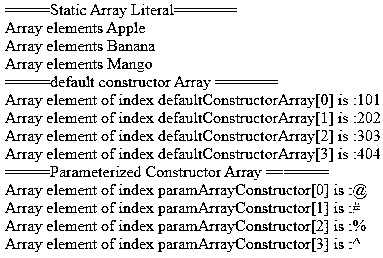 =====Static Array Literal=======
Array elements Apple
Array elements Banana
Array elements Mango
=====default constructor Array =======
Array element of index defaultConstructorArray[0] is :101
Array element of index defaultConstructorArray[1] is :202
Array element of index defaultConstructorArray[2] is :303
Array element of index defaultConstructorArray[3] is :404
=====Parameterized Constructor Array =======
Array element of index paramArrayConstructor[0] is :@
Array element of index paramArrayConstructor[1] is :#
Array element of index paramArrayConstructor[2] is :%
Array element of index paramArrayConstructor[3] is :^